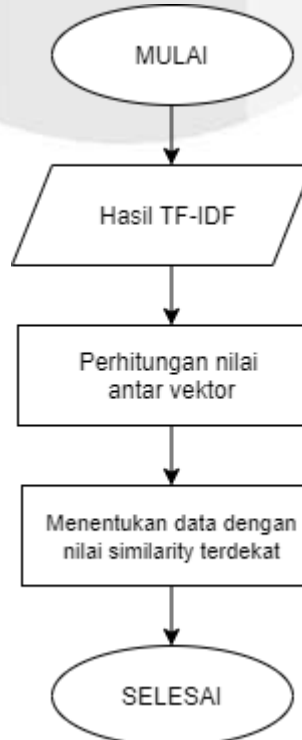 MULAI
Hasil TF-IDF
Perhitungan nilai
antar vektor
Menentukan data dengan
nilai similarity terdekat
SELESAI